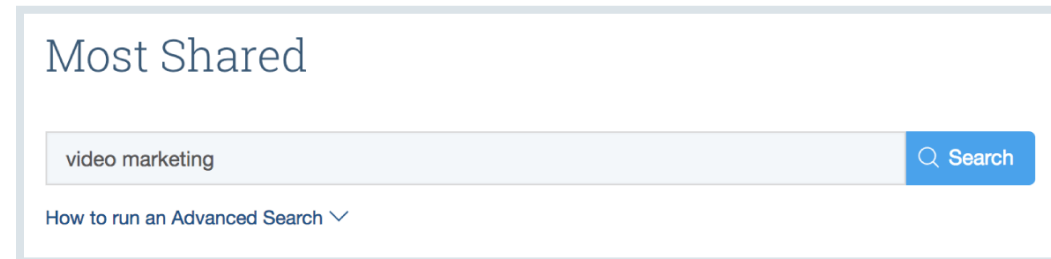 Most Shared
video marketing
Search
How to run an Advanced Search